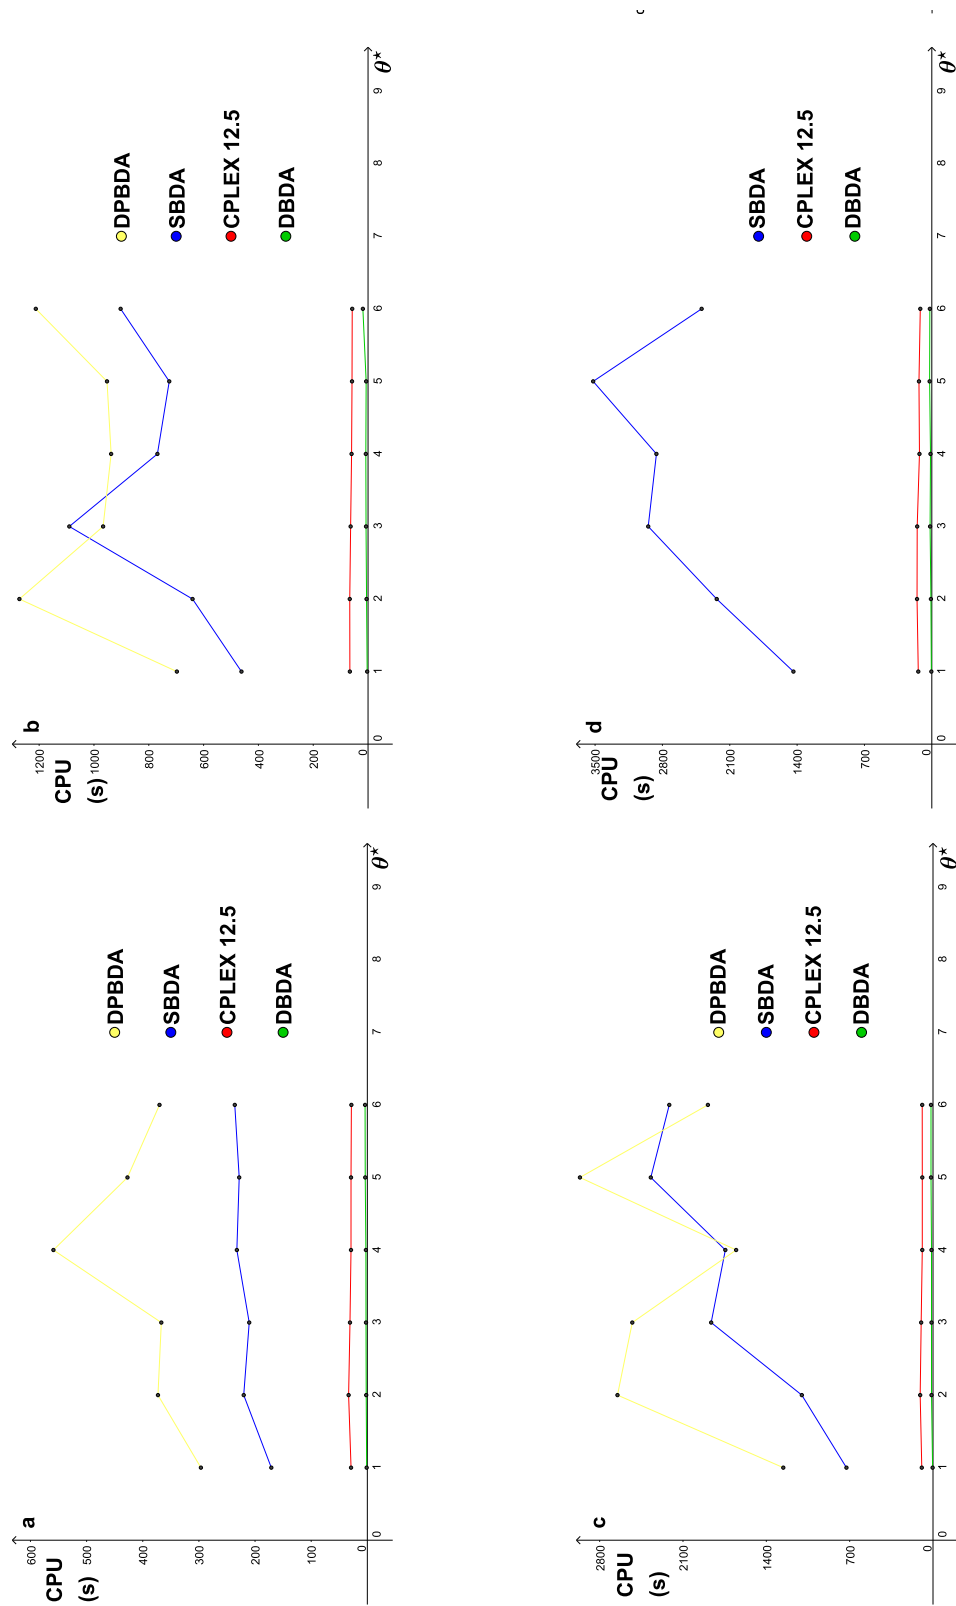 a
CPU
(s)
600
500
400
300
200
100
0
0
1
2
3
4
5
6
7
8
9
θ*
DPBDA
SBDA
CPLEX 12.5
DBDA
b
CPU
(s)
1200
1000
800
600
400
200
0
0
1
2
3
4
5
6
7
8
9
θ*
DPBDA
SBDA
CPLEX 12.5
DBDA
c
CPU
(s)
2800
2100
1400
700
0
0
1
2
3
4
5
6
7
8
9
θ*
DPBDA
SBDA
CPLEX 12.5
DBDA
d
CPU
(s)
3500
2800
2100
1400
700
0
0
1
2
3
4
5
6
7
8
9
θ*
SBDA
CPLEX 12.5
DBDA